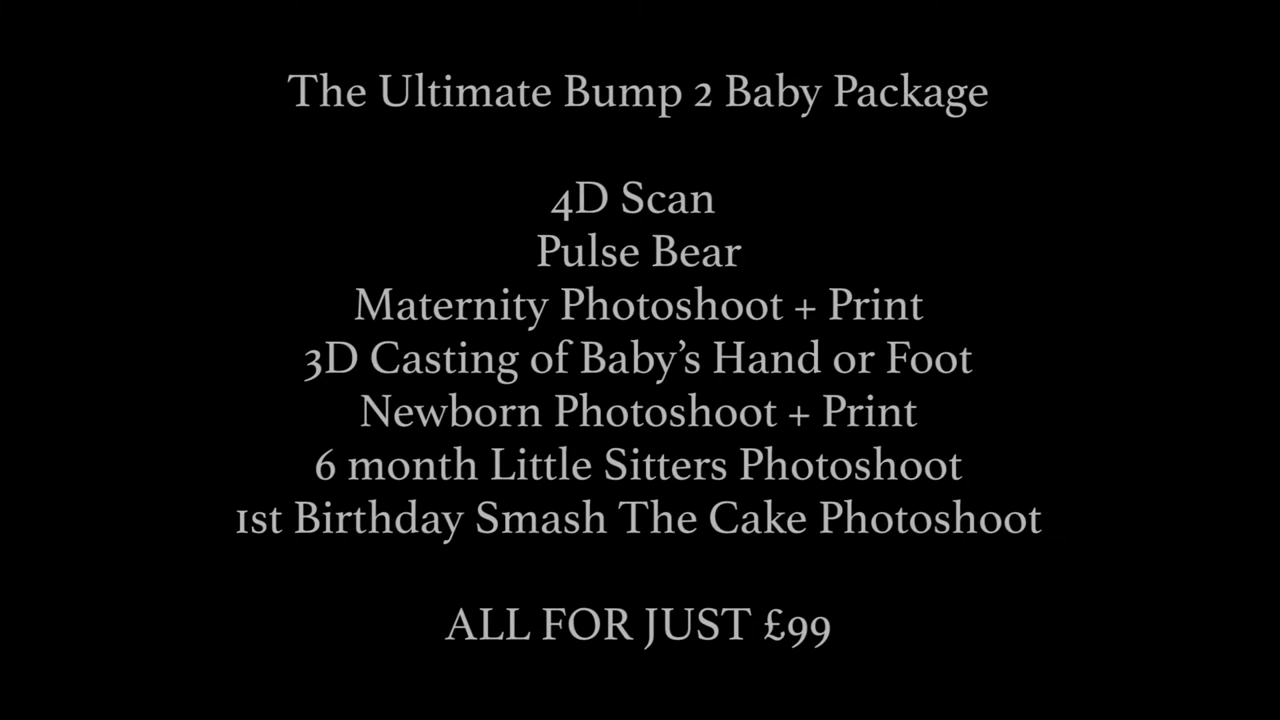 The Ultimate Bump 2 Baby Package
4D Scan
Pulse Bear
Maternity Photoshoot + Print
3D Casting of Baby’s Hand or Foot
Newborn Photoshoot + Print
6 month Little Sitters Photoshoot
1st Birthday Smash The Cake Photoshoot
ALL FOR JUST £99